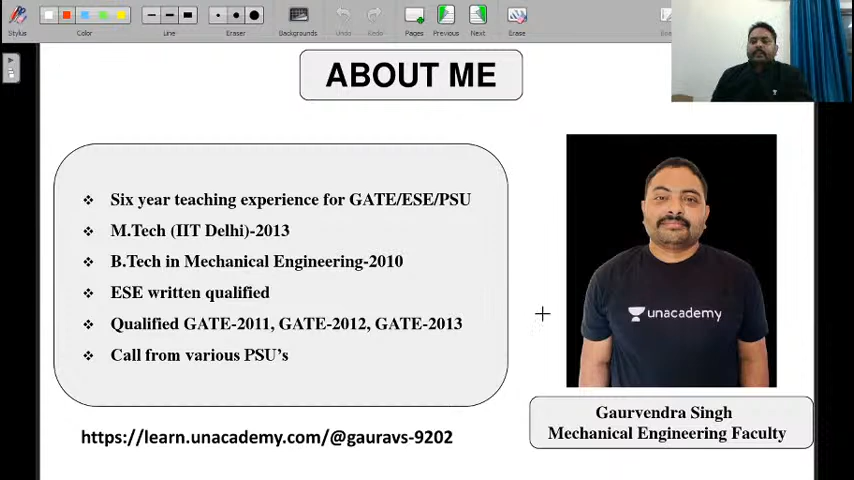 Stylus
Color
Line
Eraser
Backgrounds
Undo
Redo
Pages
Previous
Next
Erase
ABOUT ME
Six year teaching experience for GATE/ESE/PSU
M.Tech (IIT Delhi)-2013
B.Tech in Mechanical Engineering-2010
ESE written qualified
Qualified GATE-2011, GATE-2012, GATE-2013
Call from various PSU's
unacademy
Gaurvendra Singh
Mechanical Engineering Faculty
https://learn.unacademy.com/@gauravs-9202